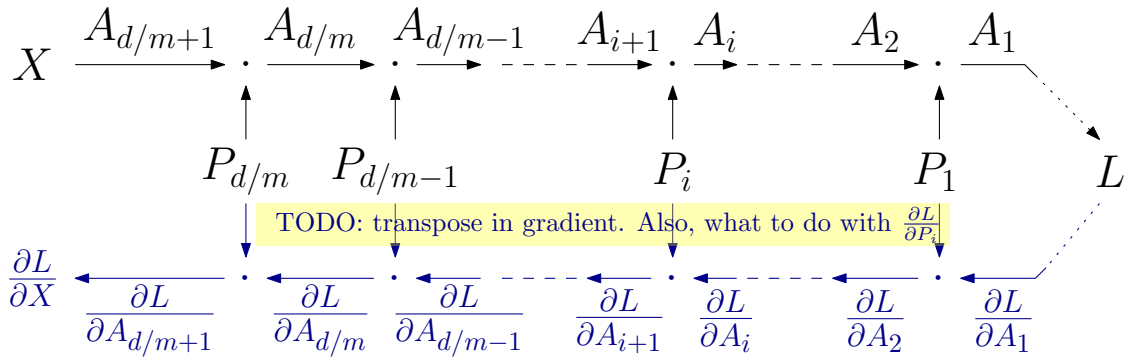 A_{d/m+1} A_{d/m} A_{d/m−1} A_{i+1} A_i A_2 A_1
X · · · ·
P_{d/m} P_{d/m−1} P_i P_1 L
TODO: transpose in gradient. Also, what to do with ∂L/∂P_i
∂L/∂X · · · ·
∂L/∂A_{d/m+1} ∂L/∂A_{d/m} ∂L/∂A_{d/m−1} ∂L/∂A_{i+1} ∂L/∂A_i ∂L/∂A_2 ∂L/∂A_1